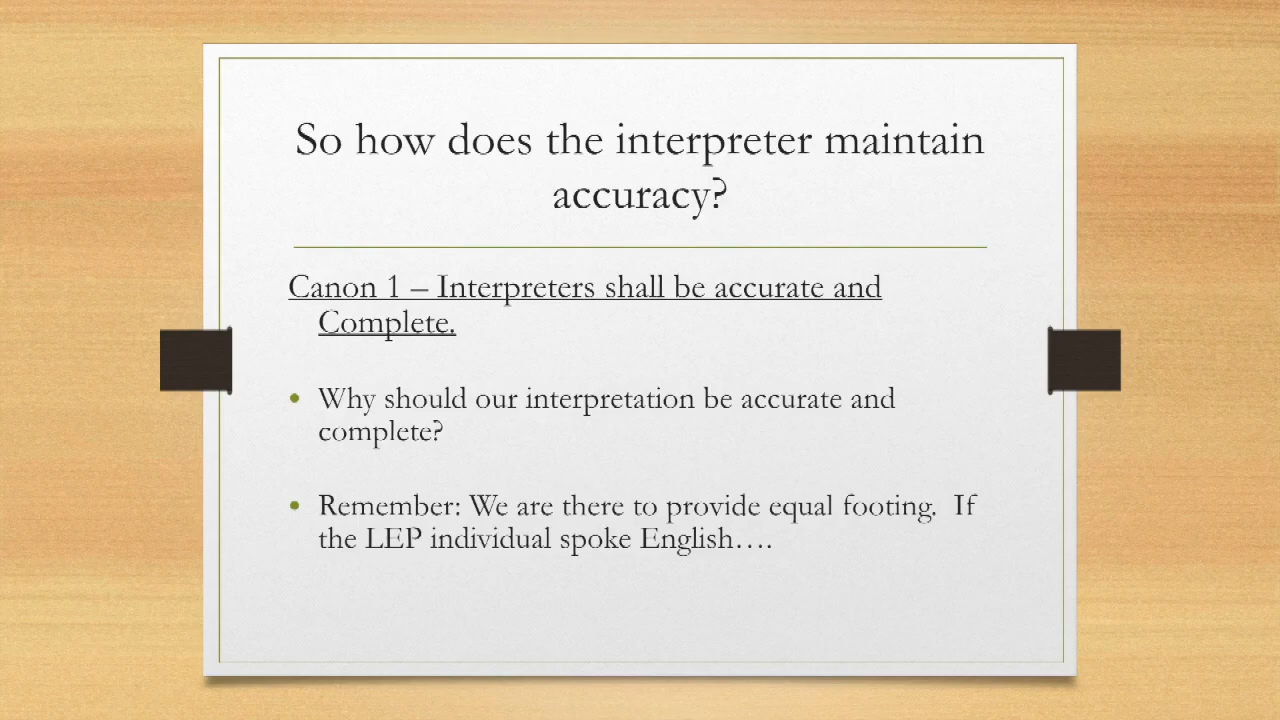 So how does the interpreter maintain
accuracy?
Canon 1 – Interpreters shall be accurate and
Complete.
• Why should our interpretation be accurate and
complete?
• Remember: We are there to provide equal footing.  If
the LEP individual spoke English….